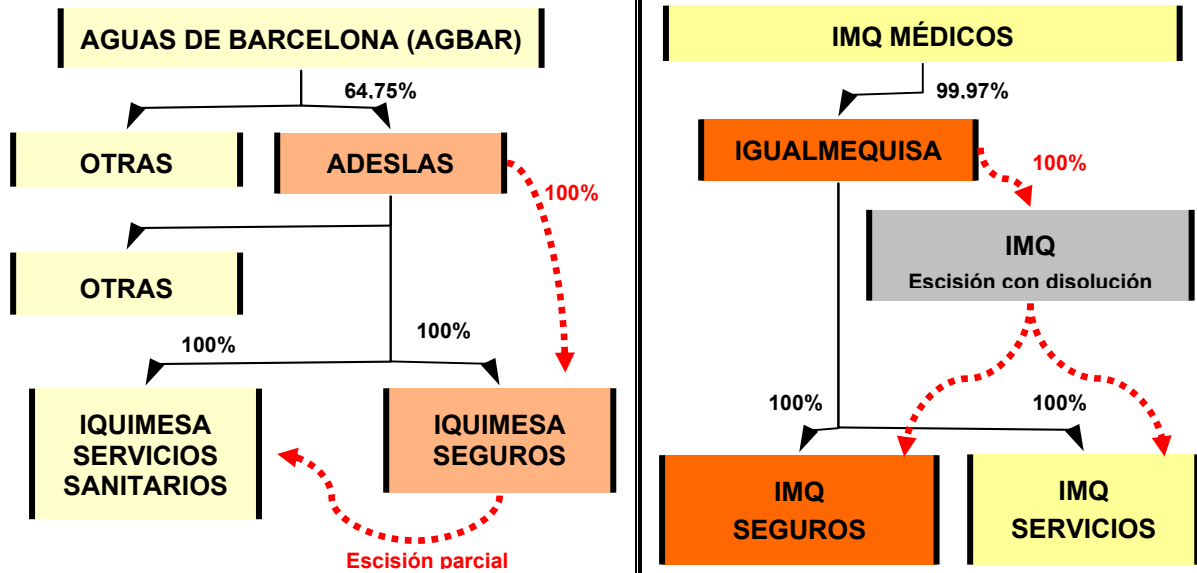 AGUAS DE BARCELONA (AGBAR)
64,75%
OTRAS
ADESLAS
100%
OTRAS
100%
100%
IQUIMESA
SERVICIOS
SANITARIOS
IQUIMESA
SEGUROS
Escisión parcial
IMQ MÉDICOS
99,97%
IGUALMEQUISA
100%
IMQ
Escisión con disolución
100%
100%
IMQ
SEGUROS
IMQ
SERVICIOS